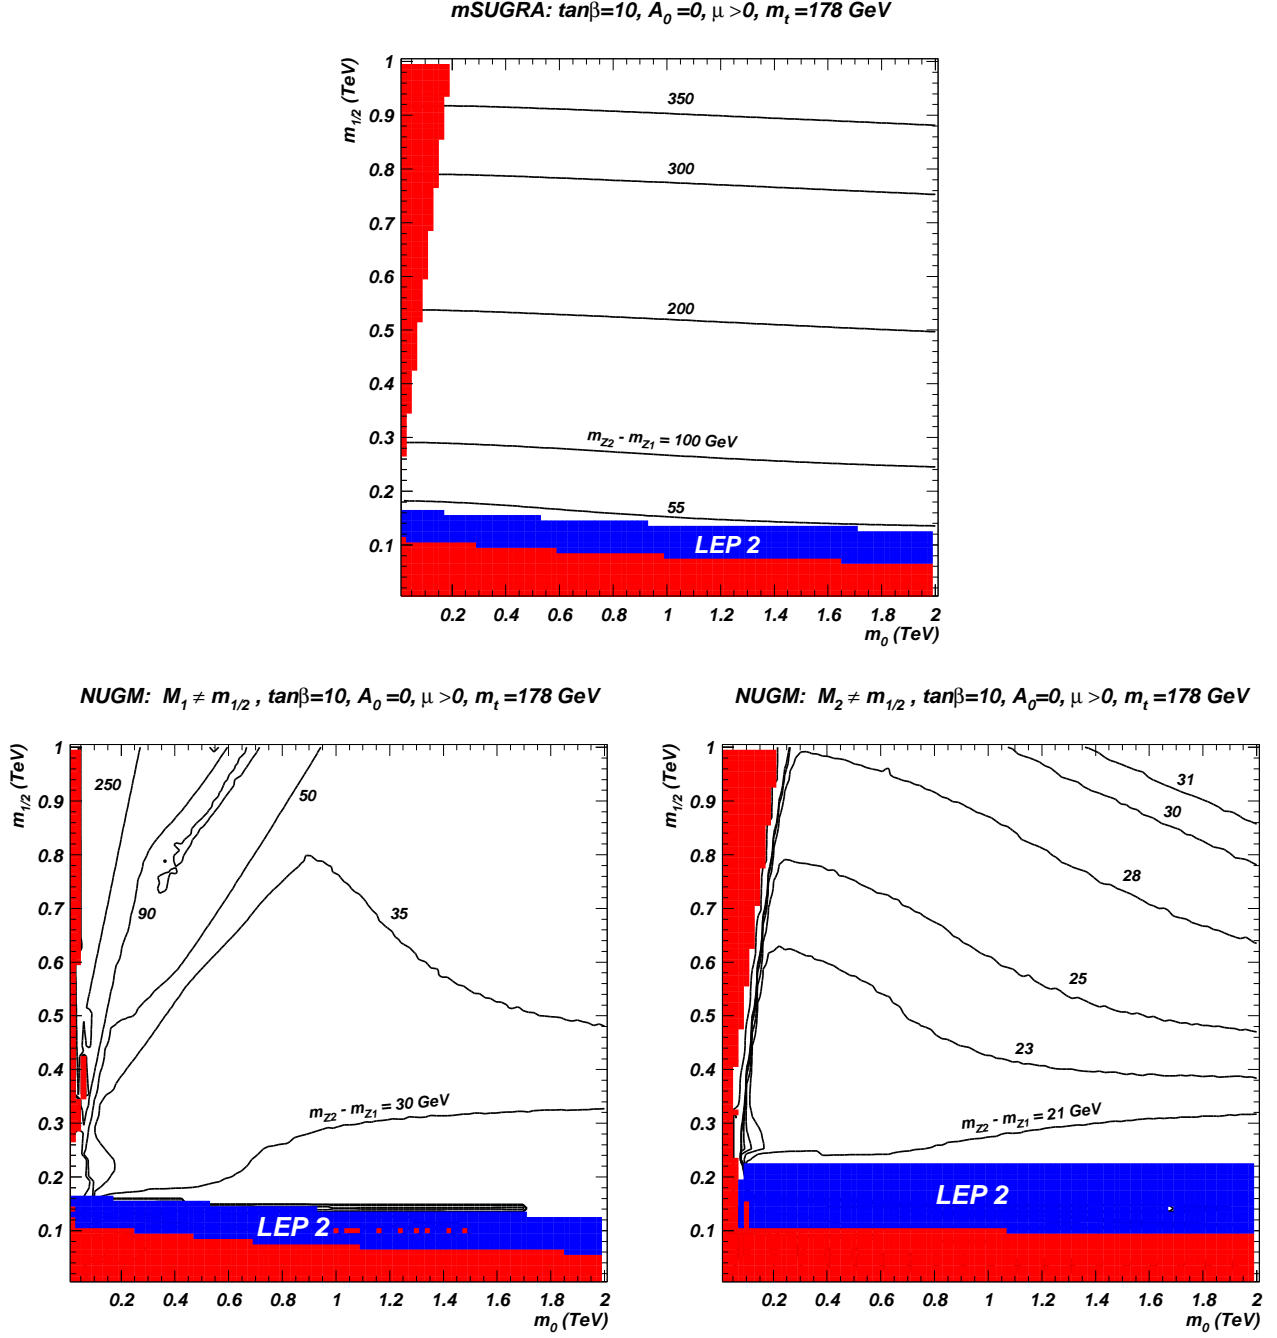 mSUGRA: tanβ=10, A0 =0, μ >0, mt =178 GeV
m1/2 (TeV)
1
0.9
0.8
0.7
0.6
0.5
0.4
0.3
0.2
0.1
350
300
200
mZ2 - mZ1 = 100 GeV
55
LEP 2
0.2 0.4 0.6 0.8 1 1.2 1.4 1.6 1.8 2
m0 (TeV)
NUGM: M1 ≠ m1/2 , tanβ=10, A0 =0, μ >0, mt =178 GeV
m1/2 (TeV)
1
0.9
0.8
0.7
0.6
0.5
0.4
0.3
0.2
0.1
250
50
90
35
mZ2 - mZ1 = 30 GeV
LEP 2
0.2 0.4 0.6 0.8 1 1.2 1.4 1.6 1.8 2
m0 (TeV)
NUGM: M2 ≠ m1/2 , tanβ=10, A0=0, μ >0, mt =178 GeV
m1/2 (TeV)
1
0.9
0.8
0.7
0.6
0.5
0.4
0.3
0.2
0.1
31
30
28
25
23
mZ2 - mZ1 = 21 GeV
LEP 2
0.2 0.4 0.6 0.8 1 1.2 1.4 1.6 1.8 2
m0 (TeV)